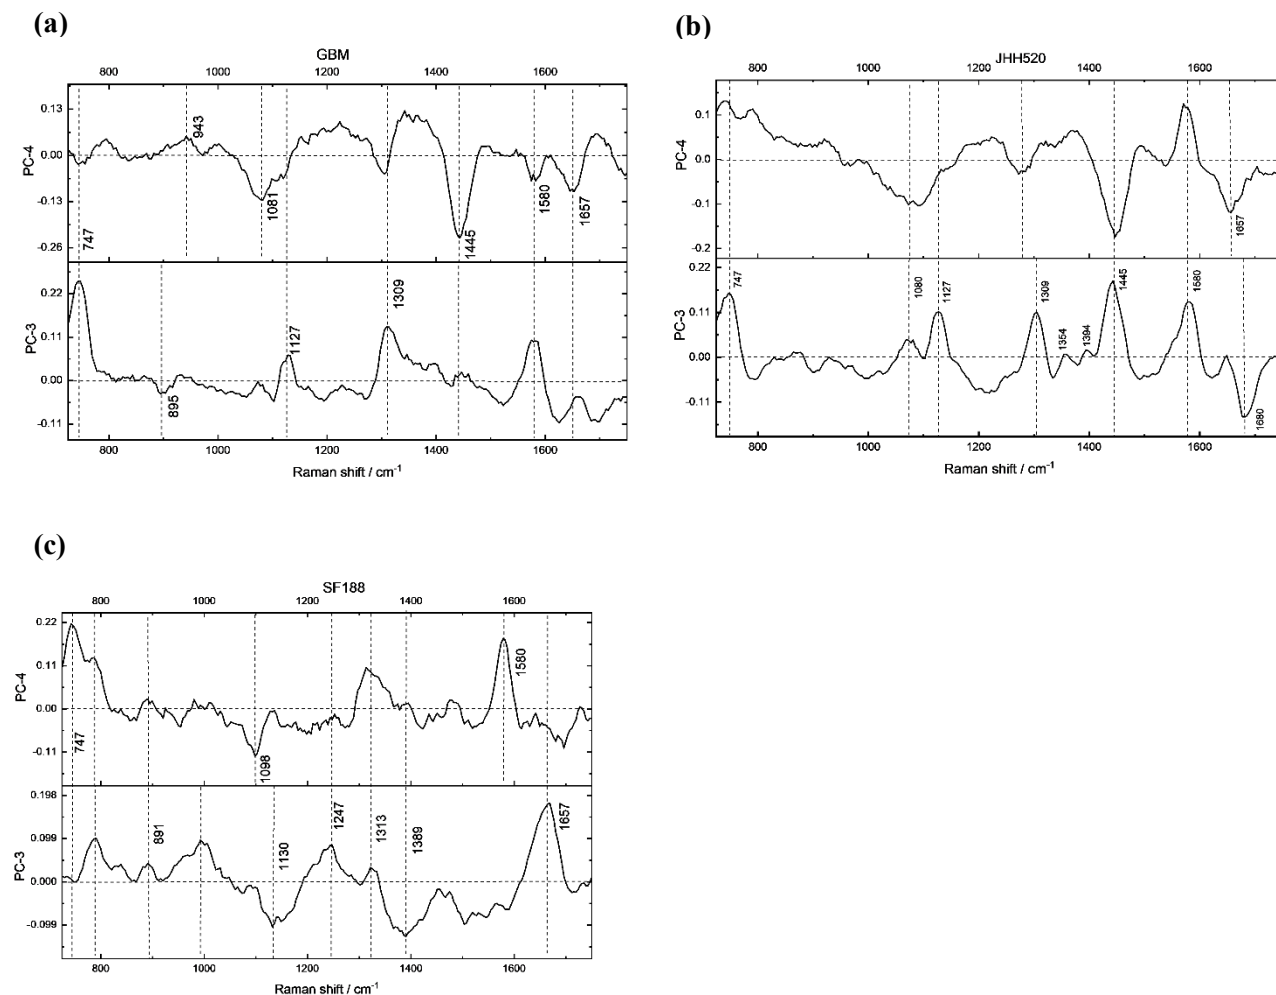 (a)
GBM
800 1000 1200 1400 1600
0.13
0.00
-0.13
-0.26
PC-4
943
1081
1445
1580
1657
747
0.22
0.11
0.00
-0.11
PC-3
895
1127
1309
800 1000 1200 1400 1600
Raman shift / cm⁻¹
(b)
JHH520
800 1000 1200 1400 1600
0.1
0.0
-0.1
-0.2
PC-4
1657
0.22
0.11
0.00
-0.11
PC-3
747
1080
1127
1309
1354
1394
1445
1580
1680
800 1000 1200 1400 1600
Raman shift / cm⁻¹
(c)
SF188
800 1000 1200 1400 1600
0.22
0.11
0.00
-0.11
PC-4
747
1098
1580
0.198
0.099
0.000
-0.099
PC-3
891
1130
1247
1313
1389
1657
800 1000 1200 1400 1600
Raman shift / cm⁻¹